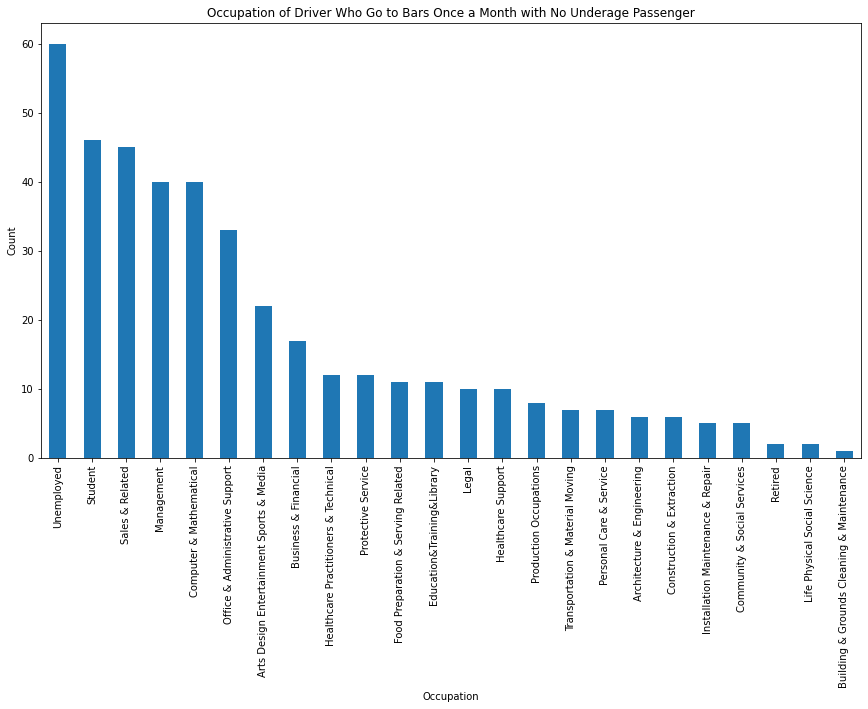 Occupation of Driver Who Go to Bars Once a Month with No Underage Passenger
60
50
40
30
20
10
0
Count
Unemployed
Student
Sales & Related
Management
Computer & Mathematical
Office & Administrative Support
Arts Design Entertainment Sports & Media
Business & Financial
Healthcare Practitioners & Technical
Protective Service
Food Preparation & Serving Related
Education&Training&Library
Legal
Healthcare Support
Production Occupations
Transportation & Material Moving
Personal Care & Service
Architecture & Engineering
Construction & Extraction
Installation Maintenance & Repair
Community & Social Services
Retired
Life Physical Social Science
Building & Grounds Cleaning & Maintenance
Occupation